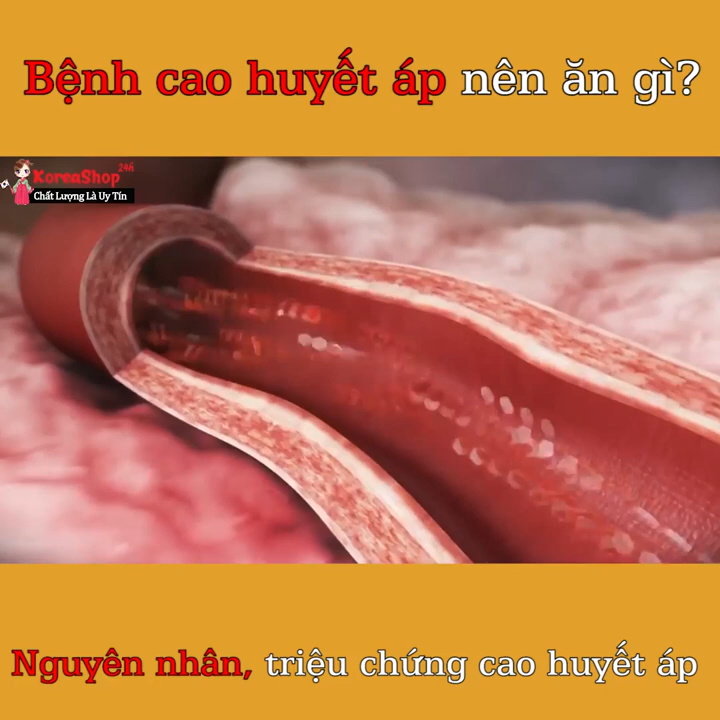 Bệnh cao huyết áp nên ăn gì?
KoreaShop24h
Chất Lượng Là Uy Tín
Nguyên nhân, triệu chứng cao huyết áp